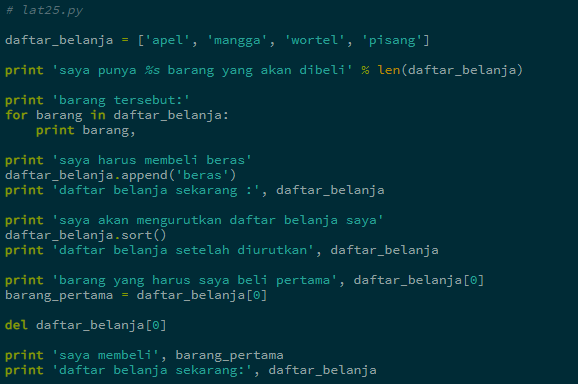 # lat25.py
daftar_belanja = ['apel', 'mangga', 'wortel', 'pisang']
print 'saya punya %s barang yang akan dibeli' % len(daftar_belanja)
print 'barang tersebut:'
for barang in daftar_belanja:
    print barang,
print 'saya harus membeli beras'
daftar_belanja.append('beras')
print 'daftar belanja sekarang :', daftar_belanja
print 'saya akan mengurutkan daftar belanja saya'
daftar_belanja.sort()
print 'daftar belanja setelah diurutkan', daftar_belanja
print 'barang yang harus saya beli pertama', daftar_belanja[0]
barang_pertama = daftar_belanja[0]
del daftar_belanja[0]
print 'saya membeli', barang_pertama
print 'daftar belanja sekarang:', daftar_belanja